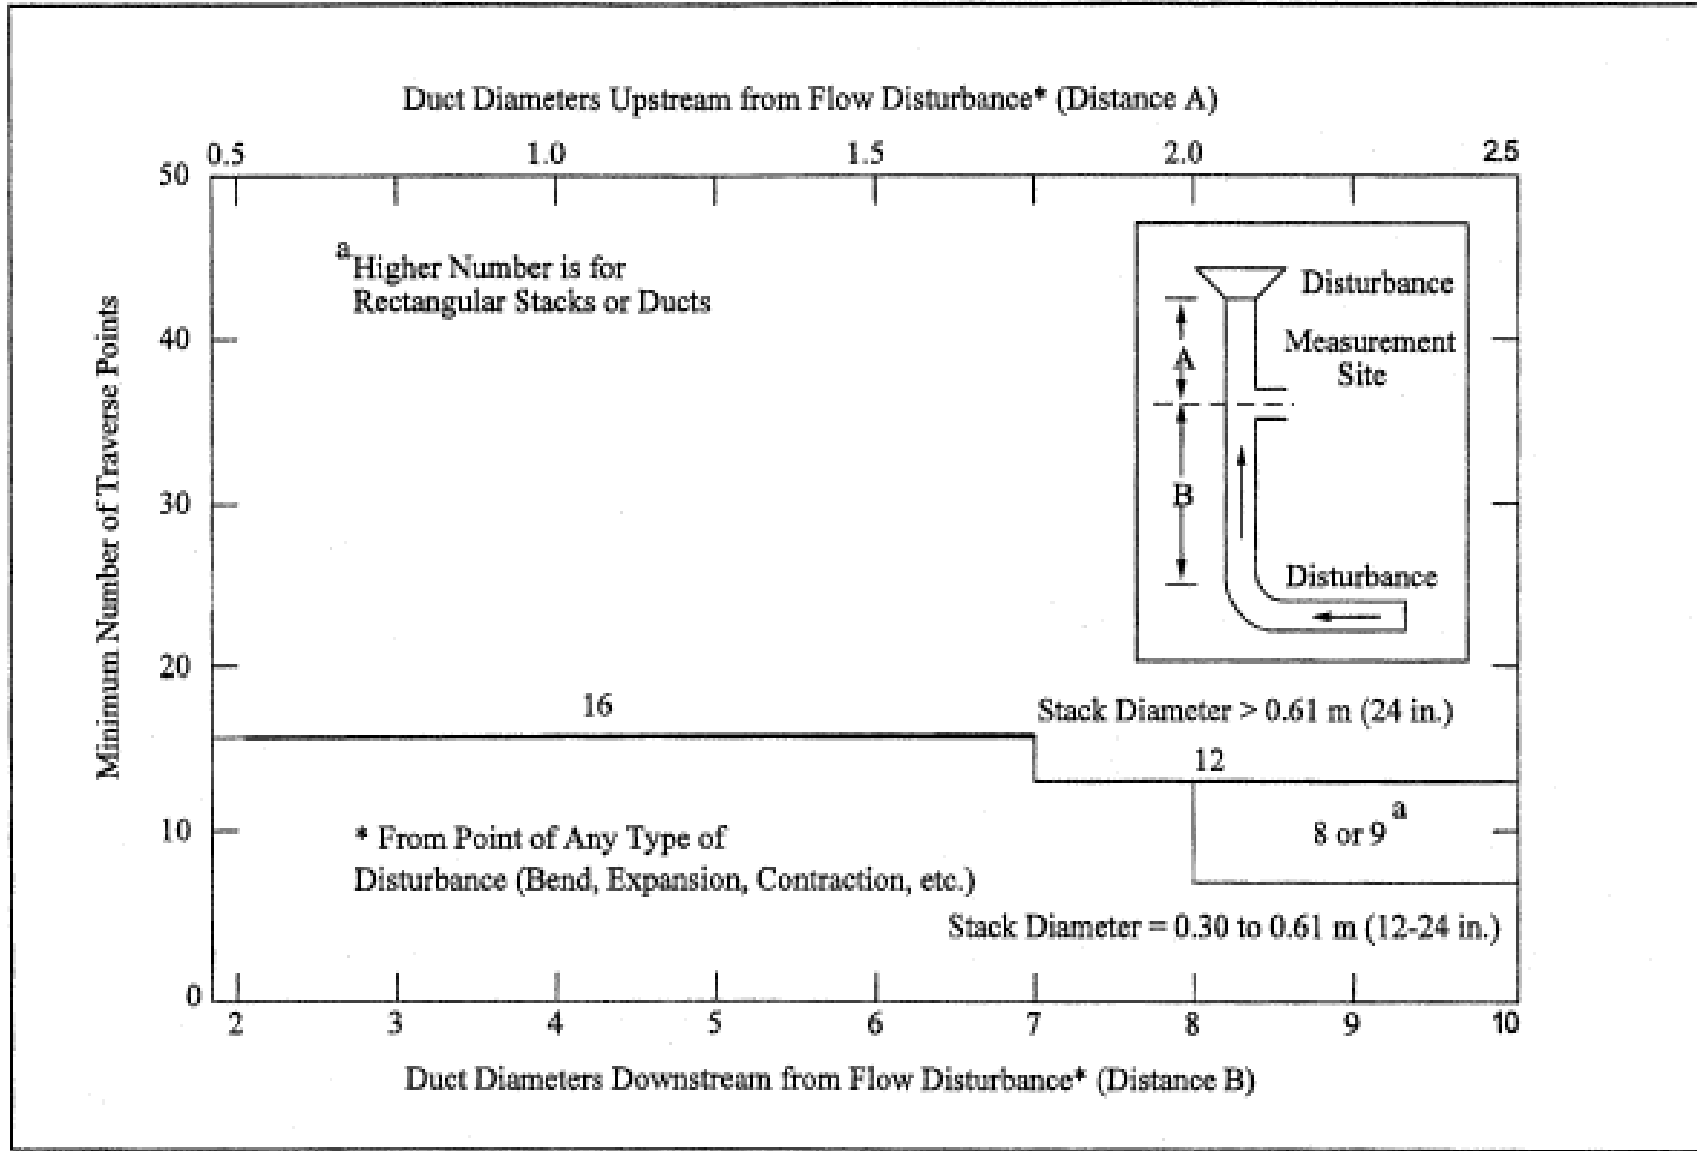 Duct Diameters Upstream from Flow Disturbance* (Distance A)
0.5 1.0 1.5 2.0 2.5
50
40
30
20
10
0
Minimum Number of Traverse Points
a Higher Number is for
Rectangular Stacks or Ducts
Disturbance
Measurement
Site
A
B
Disturbance
16
Stack Diameter > 0.61 m (24 in.)
12
8 or 9 a
* From Point of Any Type of
Disturbance (Bend, Expansion, Contraction, etc.)
Stack Diameter = 0.30 to 0.61 m (12-24 in.)
2 3 4 5 6 7 8 9 10
Duct Diameters Downstream from Flow Disturbance* (Distance B)